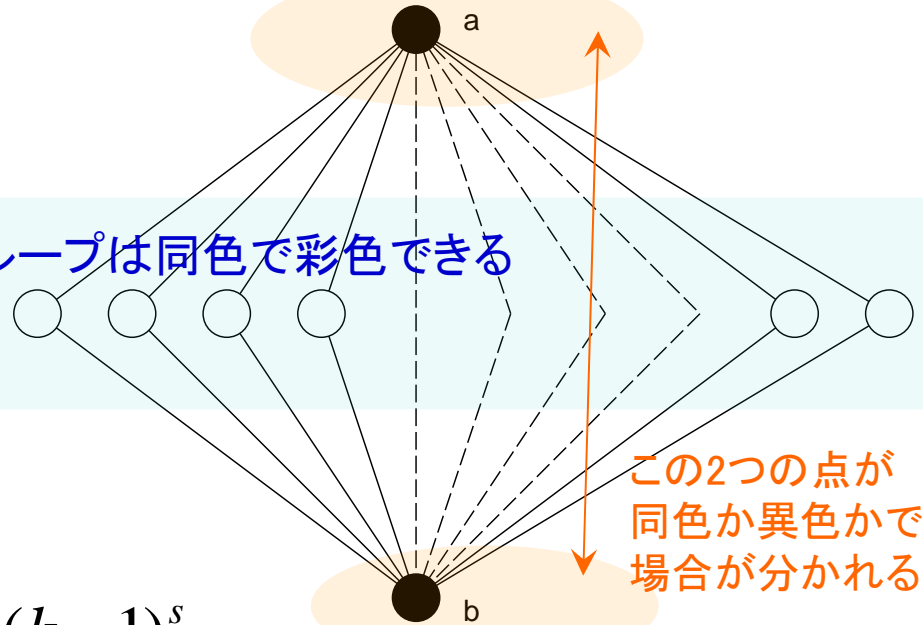 a
ループは同色で彩色できる
この2つの点が
同色か異色かで
場合が分かれる
b
(k − 1)^s